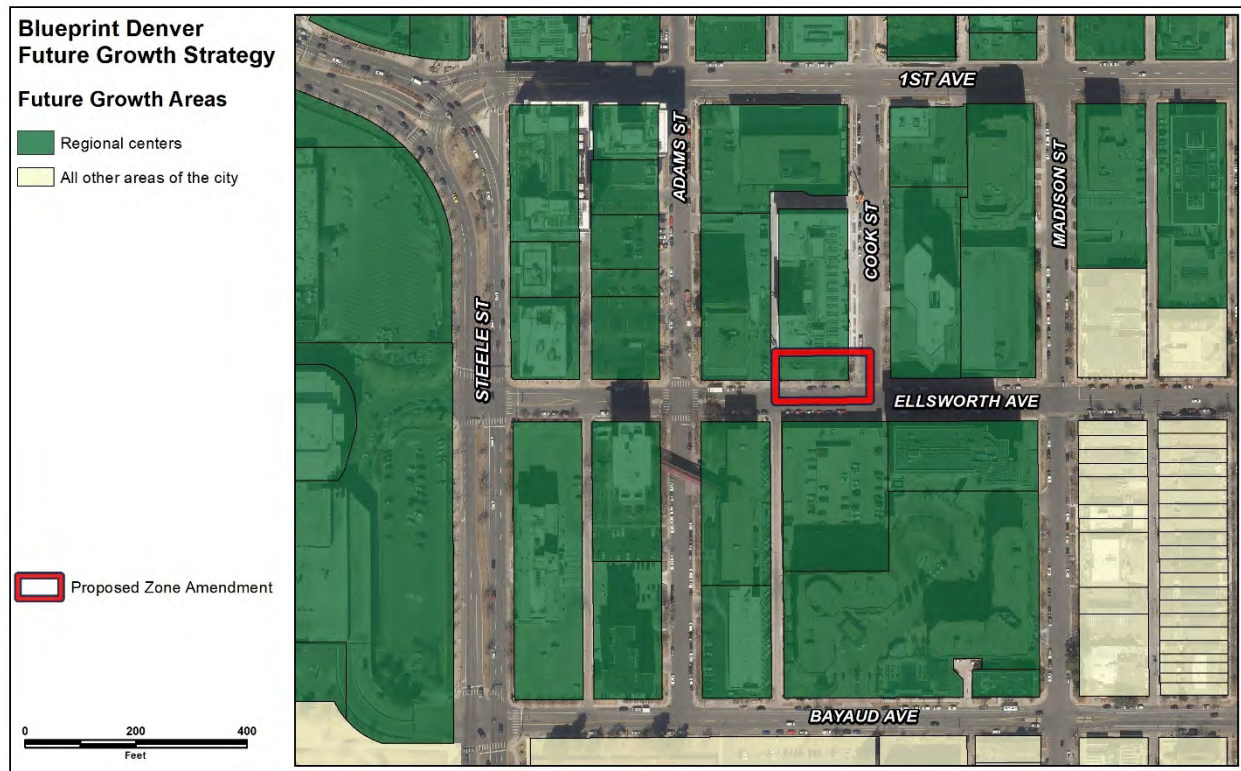 Blueprint Denver
Future Growth Strategy
Future Growth Areas
Regional centers
All other areas of the city
Proposed Zone Amendment
0 200 400
Feet
1ST AVE
ADAMS ST
MADISON ST
COOK ST
STEELE ST
ELLSWORTH AVE
BAYAUD AVE